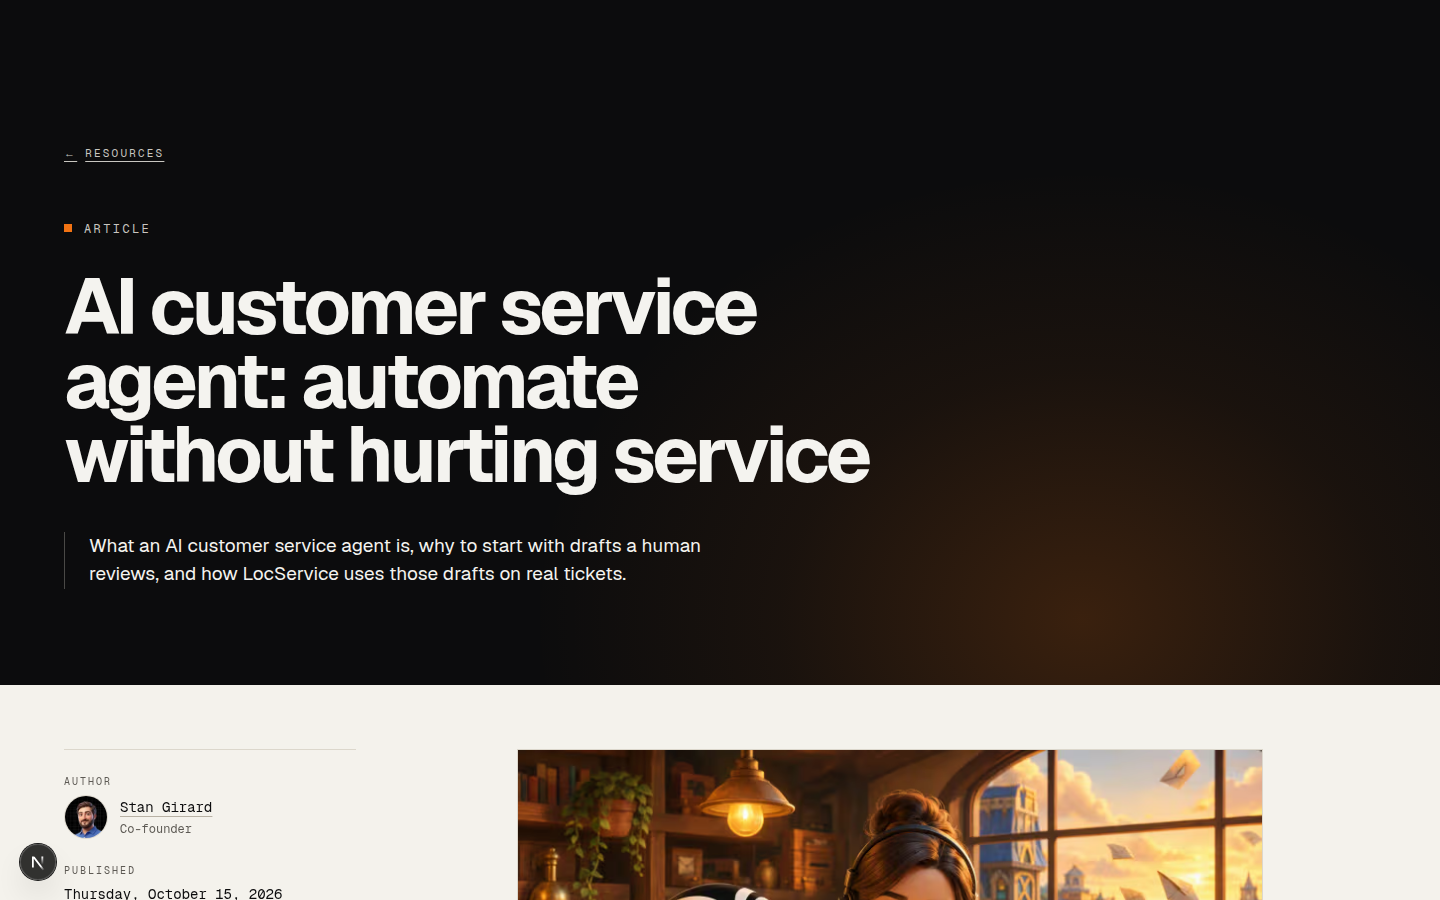 ← RESOURCES
ARTICLE
AI customer service
agent: automate
without hurting service
What an AI customer service agent is, why to start with drafts a human
reviews, and how LocService uses those drafts on real tickets.
AUTHOR
Stan Girard
Co-founder
N
PUBLISHED
Thursday, October 15, 2026